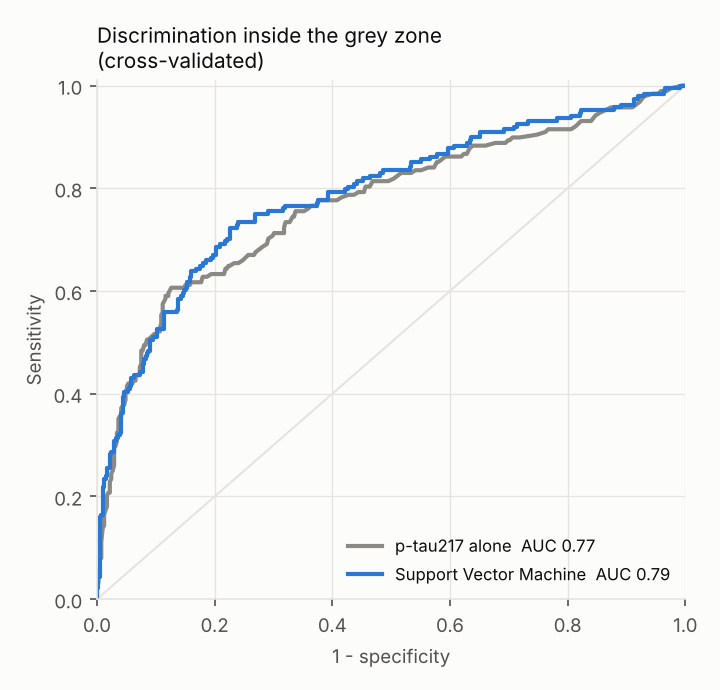 Discrimination inside the grey zone
(cross-validated)
1.0
0.8
0.6
0.4
0.2
0.0
Sensitivity
p-tau217 alone AUC 0.77
Support Vector Machine AUC 0.79
0.0 0.2 0.4 0.6 0.8 1.0
1 - specificity